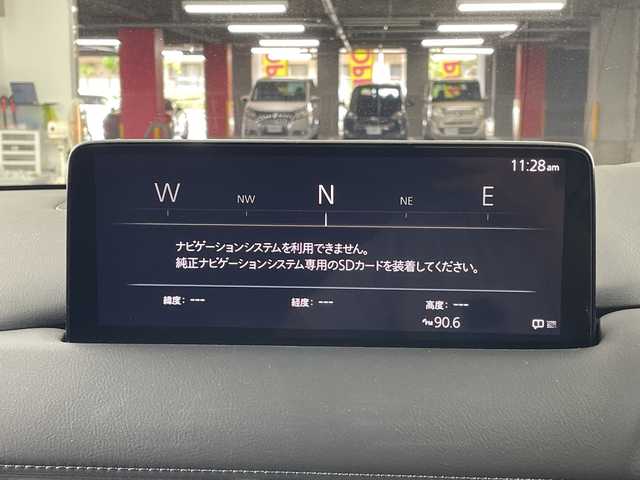 11:28am
W NW N NE E
ナビゲーションシステムを利用できません。
純正ナビゲーションシステム専用のSDカードを装着してください。
緯度: --- 経度: --- 高度: ---
FM 90.6